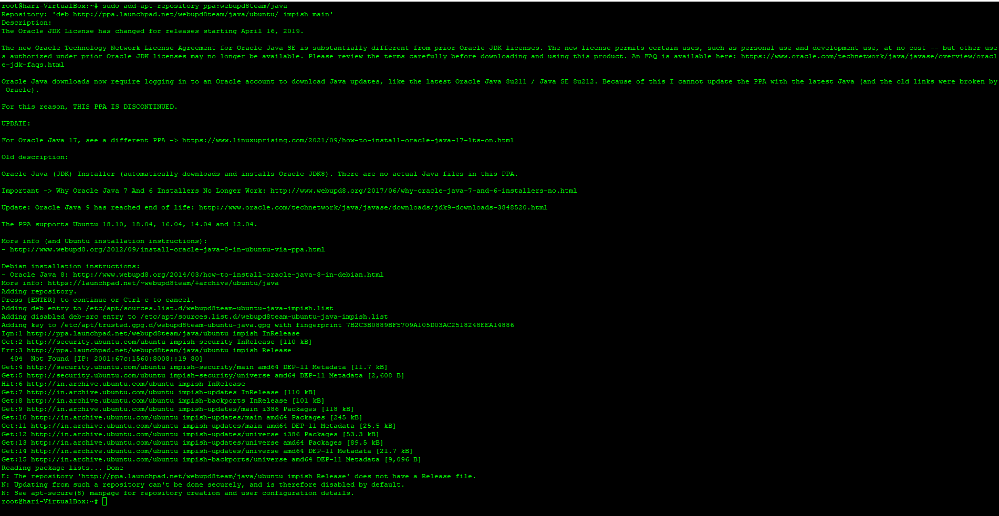 root@hari-VirtualBox:~# sudo add-apt-repository ppa:webupd8team/java
Repository: 'deb http://ppa.launchpad.net/webupd8team/java/ubuntu/ impish main'
Description:
The Oracle JDK License has changed for releases starting April 16, 2019.
The new Oracle Technology Network License Agreement for Oracle Java SE is substantially different from prior Oracle JDK licenses. The new license permits certain uses, such as personal use and development use, at no cost -- but other use
s authorized under prior Oracle JDK licenses may no longer be available. Please review the terms carefully before downloading and using this product. An FAQ is available here: https://www.oracle.com/technetwork/java/javase/overview/oracl
e-jdk-faqs.html
Oracle Java downloads now require logging in to an Oracle account to download Java updates, like the latest Oracle Java 8u211 / Java SE 8u212. Because of this I cannot update the PPA with the latest Java (and the old links were broken by
 Oracle).
For this reason, THIS PPA IS DISCONTINUED.
UPDATE:
For Oracle Java 17, see a different PPA -> https://www.linuxuprising.com/2021/09/how-to-install-oracle-java-17-lts-on.html
Old description:
Oracle Java (JDK) Installer (automatically downloads and installs Oracle JDK8). There are no actual Java files in this PPA.
Important -> Why Oracle Java 7 And 6 Installers No Longer Work: http://www.webupd8.org/2017/06/why-oracle-java-7-and-6-installers-no.html
Update: Oracle Java 9 has reached end of life: http://www.oracle.com/technetwork/java/javase/downloads/jdk9-downloads-3848520.html
The PPA supports Ubuntu 18.10, 18.04, 16.04, 14.04 and 12.04.
More info (and Ubuntu installation instructions):
- http://www.webupd8.org/2012/09/install-oracle-java-8-in-ubuntu-via-ppa.html
Debian installation instructions:
- Oracle Java 8: http://www.webupd8.org/2014/03/how-to-install-oracle-java-8-in-debian.html
More info: https://launchpad.net/~webupd8team/+archive/ubuntu/java
Adding repository.
Press [ENTER] to continue or Ctrl-c to cancel.
Adding deb entry to /etc/apt/sources.list.d/webupd8team-ubuntu-java-impish.list
Adding disabled deb-src entry to /etc/apt/sources.list.d/webupd8team-ubuntu-java-impish.list
Adding key to /etc/apt/trusted.gpg.d/webupd8team-ubuntu-java.gpg with fingerprint 7B2C3B0889BF5709A105D03AC2518248EEA14886
Ign:1 http://ppa.launchpad.net/webupd8team/java/ubuntu impish InRelease
Get:2 http://security.ubuntu.com/ubuntu impish-security InRelease [110 kB]
Err:3 http://ppa.launchpad.net/webupd8team/java/ubuntu impish Release
  404  Not Found [IP: 2001:67c:1560:8008::19 80]
Get:4 http://security.ubuntu.com/ubuntu impish-security/main amd64 DEP-11 Metadata [11.7 kB]
Get:5 http://security.ubuntu.com/ubuntu impish-security/universe amd64 DEP-11 Metadata [2,608 B]
Hit:6 http://in.archive.ubuntu.com/ubuntu impish InRelease
Get:7 http://in.archive.ubuntu.com/ubuntu impish-updates InRelease [110 kB]
Get:8 http://in.archive.ubuntu.com/ubuntu impish-backports InRelease [101 kB]
Get:9 http://in.archive.ubuntu.com/ubuntu impish-updates/main i386 Packages [118 kB]
Get:10 http://in.archive.ubuntu.com/ubuntu impish-updates/main amd64 Packages [245 kB]
Get:11 http://in.archive.ubuntu.com/ubuntu impish-updates/main amd64 DEP-11 Metadata [25.5 kB]
Get:12 http://in.archive.ubuntu.com/ubuntu impish-updates/universe i386 Packages [53.3 kB]
Get:13 http://in.archive.ubuntu.com/ubuntu impish-updates/universe amd64 Packages [89.5 kB]
Get:14 http://in.archive.ubuntu.com/ubuntu impish-updates/universe amd64 DEP-11 Metadata [21.7 kB]
Get:15 http://in.archive.ubuntu.com/ubuntu impish-backports/universe amd64 DEP-11 Metadata [9,096 B]
Reading package lists... Done
E: The repository 'http://ppa.launchpad.net/webupd8team/java/ubuntu impish Release' does not have a Release file.
N: Updating from such a repository can't be done securely, and is therefore disabled by default.
N: See apt-secure(8) manpage for repository creation and user configuration details.
root@hari-VirtualBox:~#